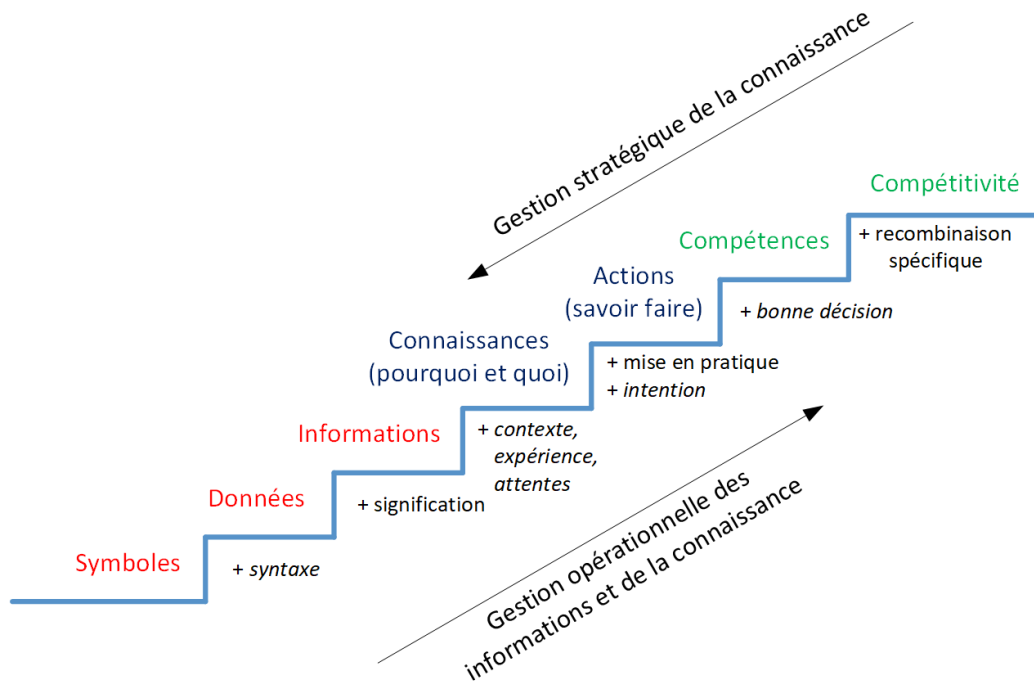 Gestion stratégique de la connaissance
Compétitivité
+ recombinaison
spécifique
Compétences
+ bonne décision
Actions
(savoir faire)
+ mise en pratique
+ intention
Connaissances
(pourquoi et quoi)
+ contexte,
expérience,
attentes
Informations
+ signification
Données
+ syntaxe
Symboles
Gestion opérationnelle des
informations et de la connaissance